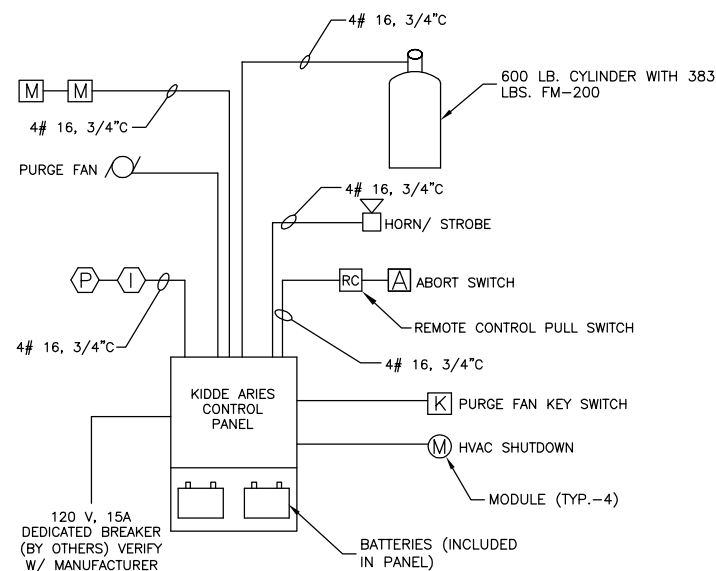 4# 16, 3/4"C
600 LB. CYLINDER WITH 383
LBS. FM-200
M M
4# 16, 3/4"C
PURGE FAN
4# 16, 3/4"C
HORN/ STROBE
P I
RC A ABORT SWITCH
REMOTE CONTROL PULL SWITCH
4# 16, 3/4"C
4# 16, 3/4"C
KIDDE ARIES
CONTROL
PANEL
K PURGE FAN KEY SWITCH
M HVAC SHUTDOWN
MODULE (TYP.-4)
120 V, 15A
DEDICATED BREAKER
(BY OTHERS) VERIFY
W/ MANUFACTURER
BATTERIES (INCLUDED
IN PANEL)